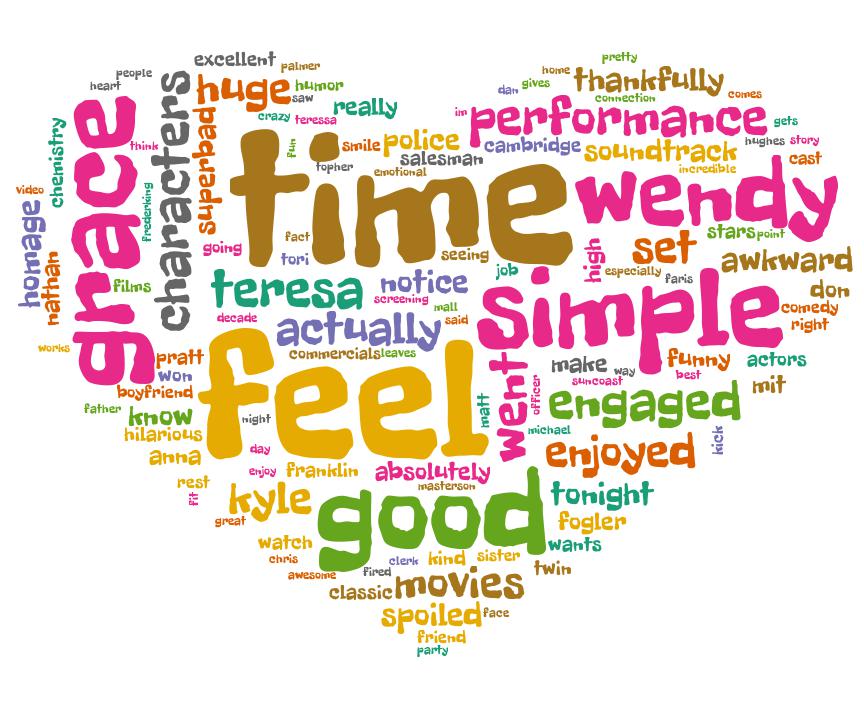 people
heart
grace
think
chemistry
video
homage
nathan
films
frederking
works
characters
excellent
palmer
huge
humor
saw
crazy
teresa
really
superbad
fun
smile
police
topher
salesman
emotional
time
fact
tori
going
seeing
pretty
home
dan
gives
thankfully
connection
comes
im
performance
gets
cambridge
soundtrack
hughes
story
incredible
cast
wendy
stars
point
high
set
especially
faris
awkward
don
job
teresa
notice
screening
mall
decade
said
actually
simple
comedy
right
commercials
leaves
pratt
won
boyfriend
father
know
hilarious
anna
feel
night
day
matt
went
officer
make
way
suncoast
funny
best
actors
mit
engaged
michael
kick
enjoyed
enjoy
franklin
absolutely
masterson
rest
fit
kyle
great
good
tonight
fogler
watch
wants
chris
awesome
fired
clerk
kind
sister
twin
classic
movies
spoiled
face
friend
party